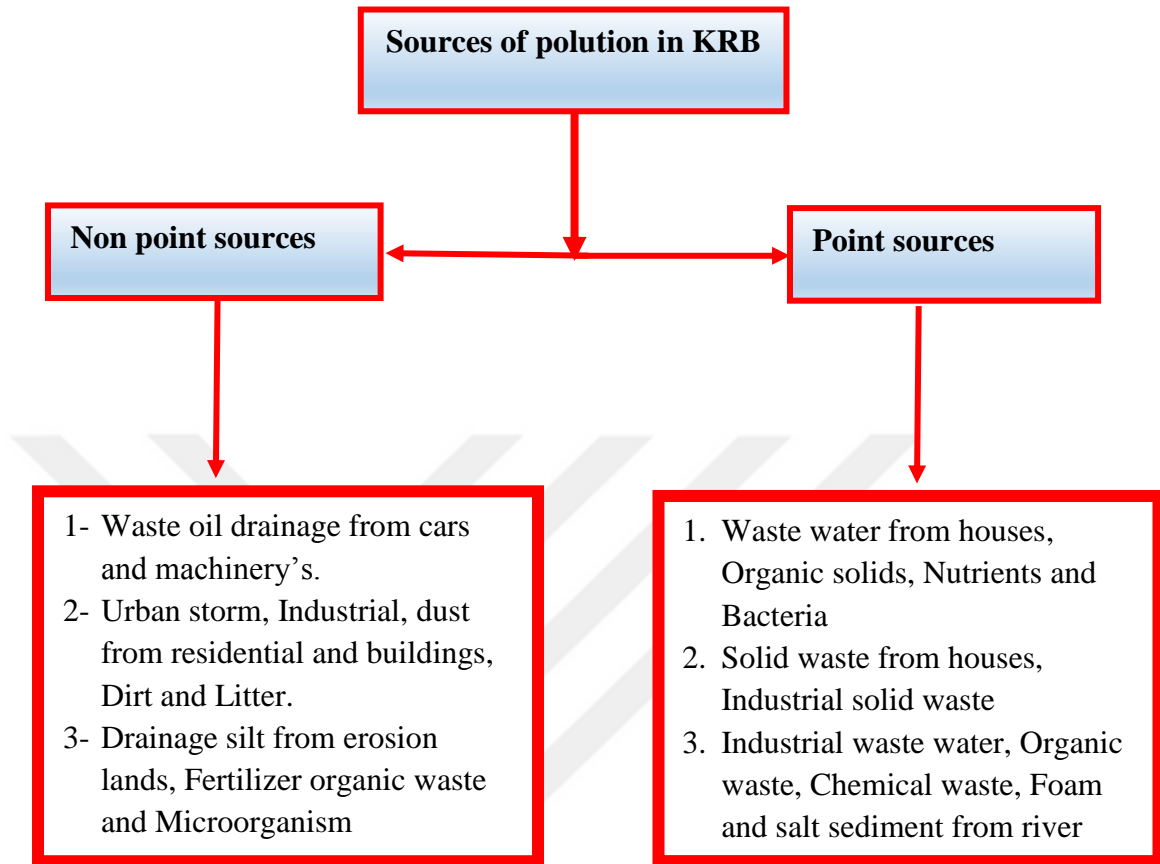 Sources of polution in KRB
Non point sources
Point sources
1- Waste oil drainage from cars
and machinery’s.
2- Urban storm, Industrial, dust
from residential and buildings,
Dirt and Litter.
3- Drainage silt from erosion
lands, Fertilizer organic waste
and Microorganism
1. Waste water from houses,
Organic solids, Nutrients and
Bacteria
2. Solid waste from houses,
Industrial solid waste
3. Industrial waste water, Organic
waste, Chemical waste, Foam
and salt sediment from river